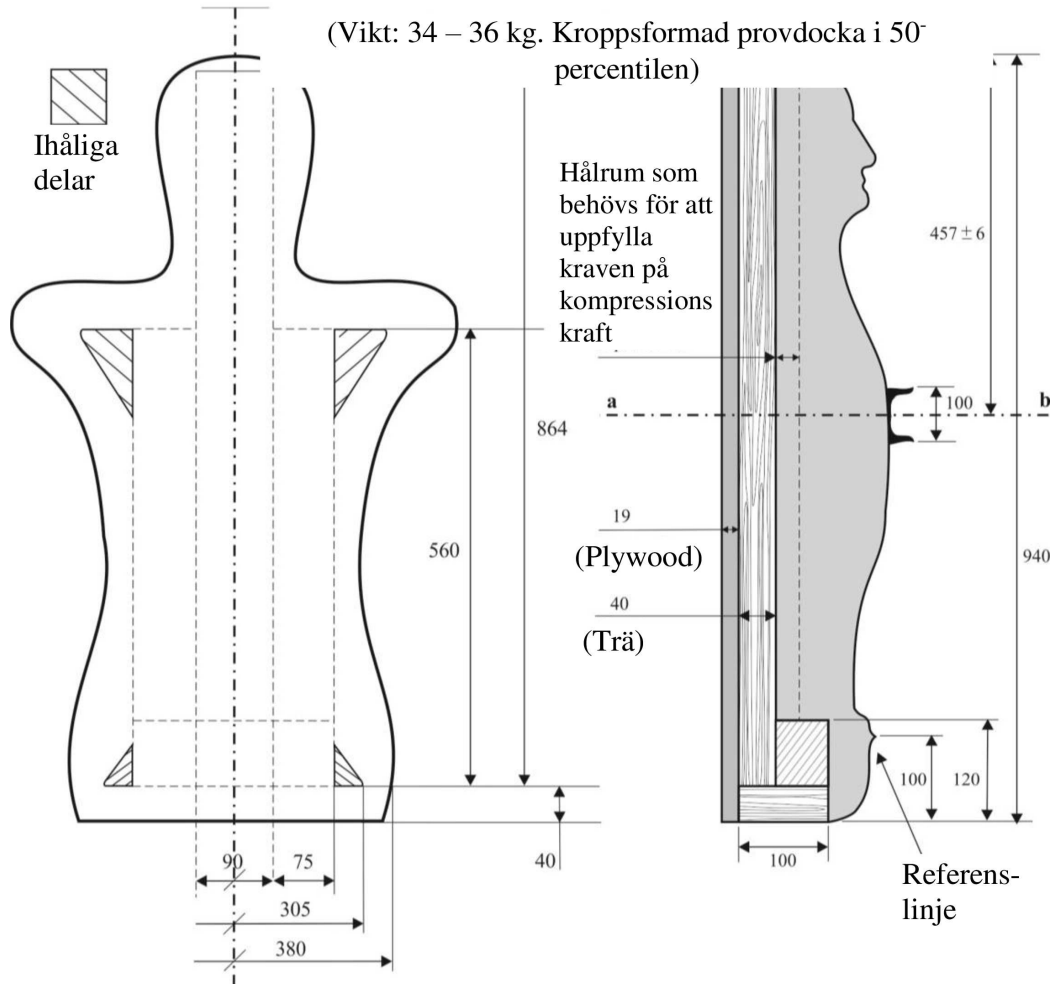 (Vikt: 34 – 36 kg. Kroppsformad provdocka i 50-
percentilen)
Ihåliga
delar
Hålrum som
behövs för att
uppfylla
kraven på
kompressions
kraft
457 ± 6
a
b
100
864
560
19
(Plywood)
940
40
(Trä)
100
120
40
90
75
100
305
380
Referens-
linje